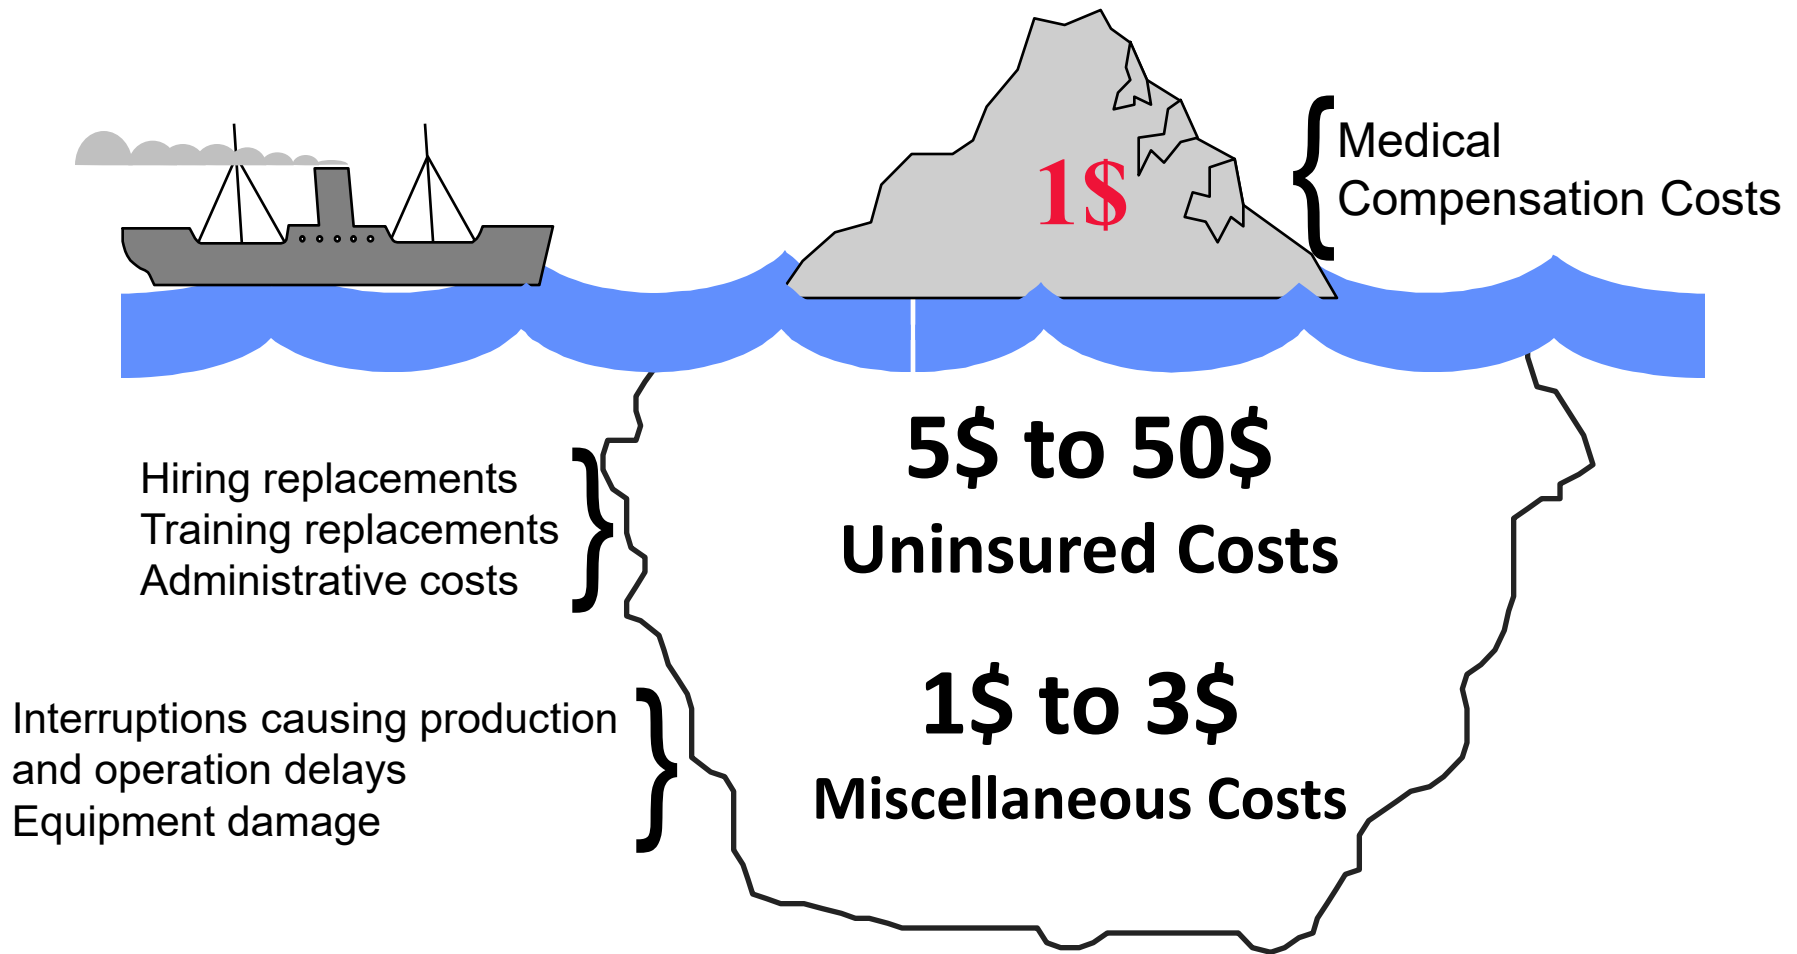 1$
Medical
Compensation Costs
5$ to 50$
Uninsured Costs
Hiring replacements
Training replacements
Administrative costs
1$ to 3$
Miscellaneous Costs
Interruptions causing production
and operation delays
Equipment damage